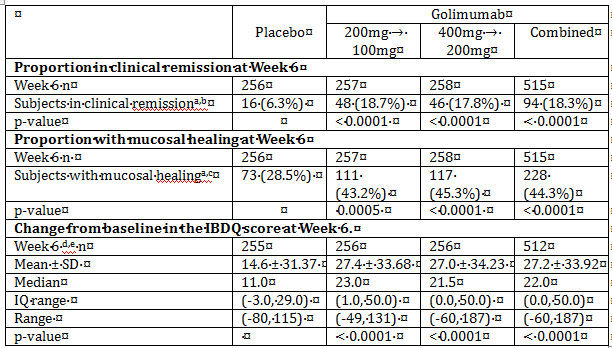 Golimumab¤
¤ Placebo¤ 200mg·→· 100mg¤ 400mg→· 200mg¤ Combined¤
Proportion·in·clinical·remission·at·Week·6¤
Week·6·n¤ 256¤ 257¤ 258¤ 515¤
Subjects·in·clinical·remissiona,b¤ 16·(6.3%)·¤ 48·(18.7%)¤ 46·(17.8%)¤ 94·(18.3%)¤
p-value¤ ¤ <·0.0001·¤ <0.0001¤ <·0.0001¤
Proportion·with·mucosal·healing·at·Week·6¤
Week·6·n·¤ 256¤ 257¤ 258¤ 515¤
Subjects·with·mucosal·healinga,c¤ 73·(28.5%)·¤ 111· (43.2%)·¤ 117· (45.3%)¤ 228· (44.3%)¤
p-value¤ ¤ 0.0005·¤ <0.0001·¤ <0.0001¤
Change·from·baseline·in·the·IBDQ·score·at·Week·6.¤
Week·6·d,e·n¤ 255¤ 256¤ 256¤ 512¤
Mean·±·SD¤ 14.6·±·31.37·¤ 27.4·±·33.68·¤ 27.0·±·34.23·¤ 27.2·±·33.92¤
Median¤ 11.0¤ 23.0¤ 21.5¤ 22.0¤
IQ·range¤ (-3.0,·29.0)·¤ (1.0,·50.0)·¤ (0.0,·50.0)·¤ (0.0,·50.0)¤
Range¤ (-80,·115)·¤ (-49,·131)·¤ (-60,·187)¤ (-60,·187)¤
p-value¤ ·¤ <·0.0001·¤ <0.0001·¤ <·0.0001¤